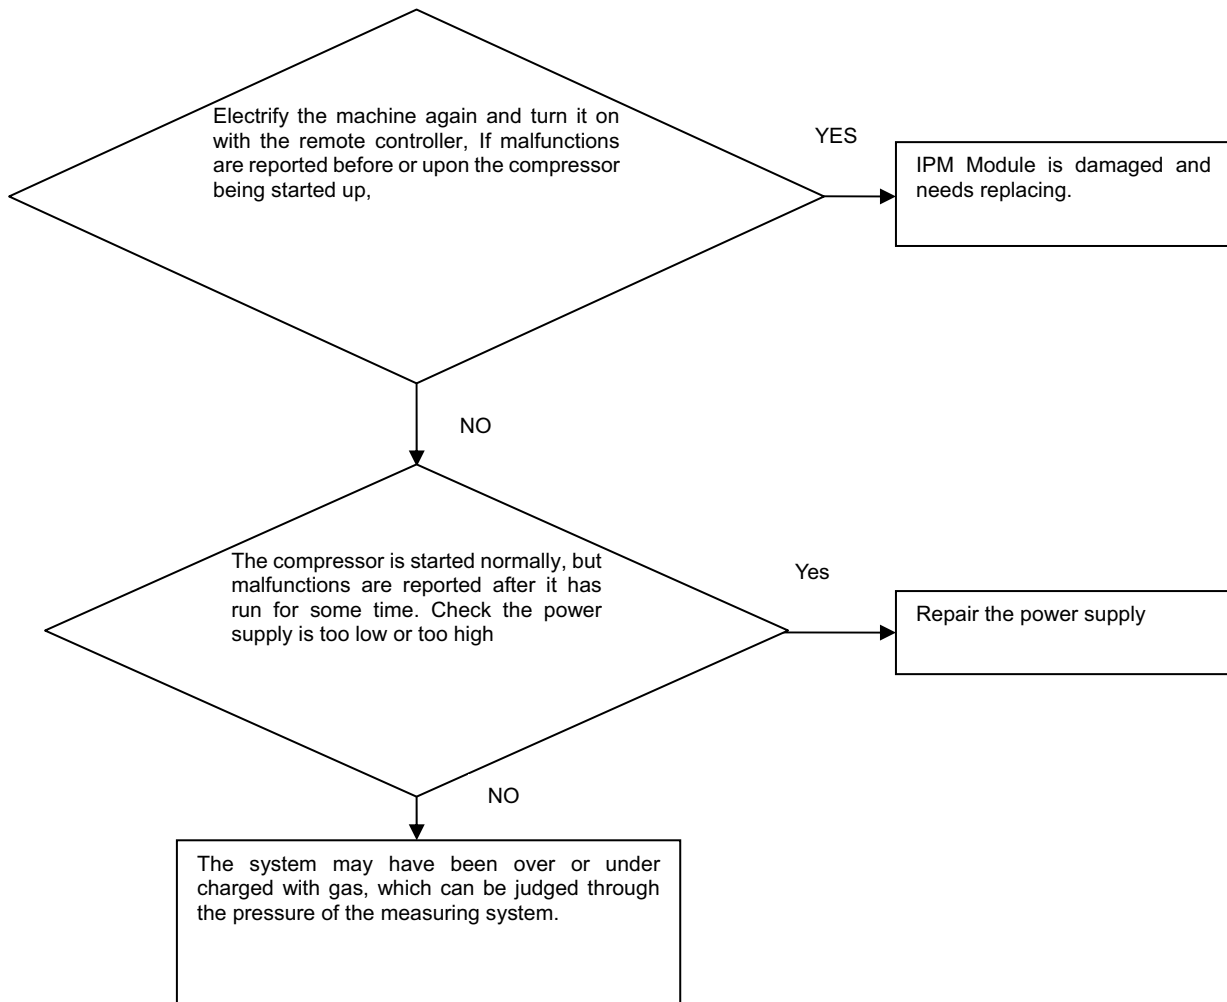 Electrify the machine again and turn it on
with the remote controller, If malfunctions
are reported before or upon the compressor
being started up,
YES
IPM Module is damaged and
needs replacing.
NO
The compressor is started normally, but
malfunctions are reported after it has
run for some time. Check the power
supply is too low or too high
Yes
Repair the power supply
NO
The system may have been over or under
charged with gas, which can be judged through
the pressure of the measuring system.